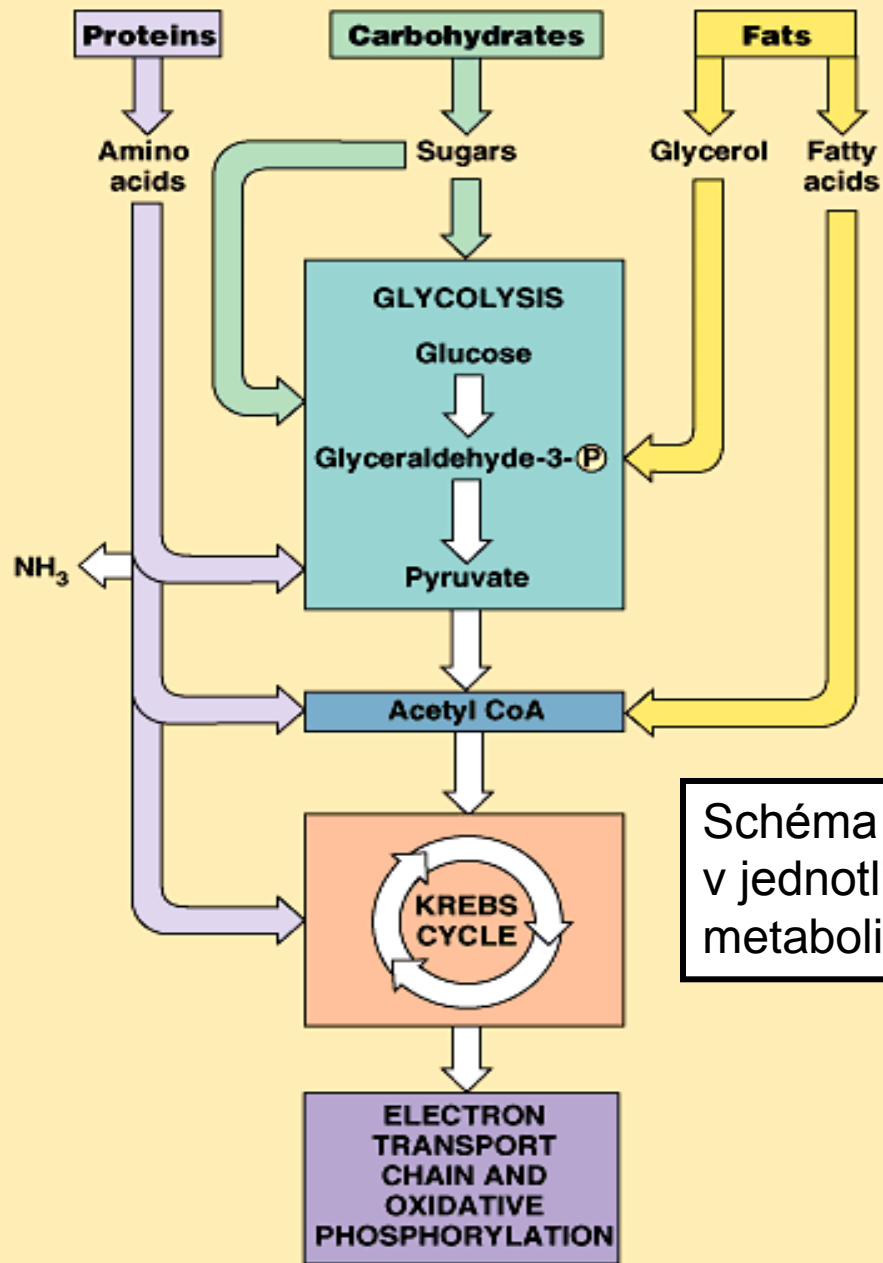 Proteins
Carbohydrates
Fats
Amino
acids
Sugars
Glycerol
Fatty
acids
GLYCOLYSIS
Glucose
Glyceraldehyde-3-P
Pyruvate
NH₃
Acetyl CoA
KREBS
CYCLE
Schéma
v jednotl
metaboli
ELECTRON
TRANSPORT
CHAIN AND
OXIDATIVE
PHOSPHORYLATION